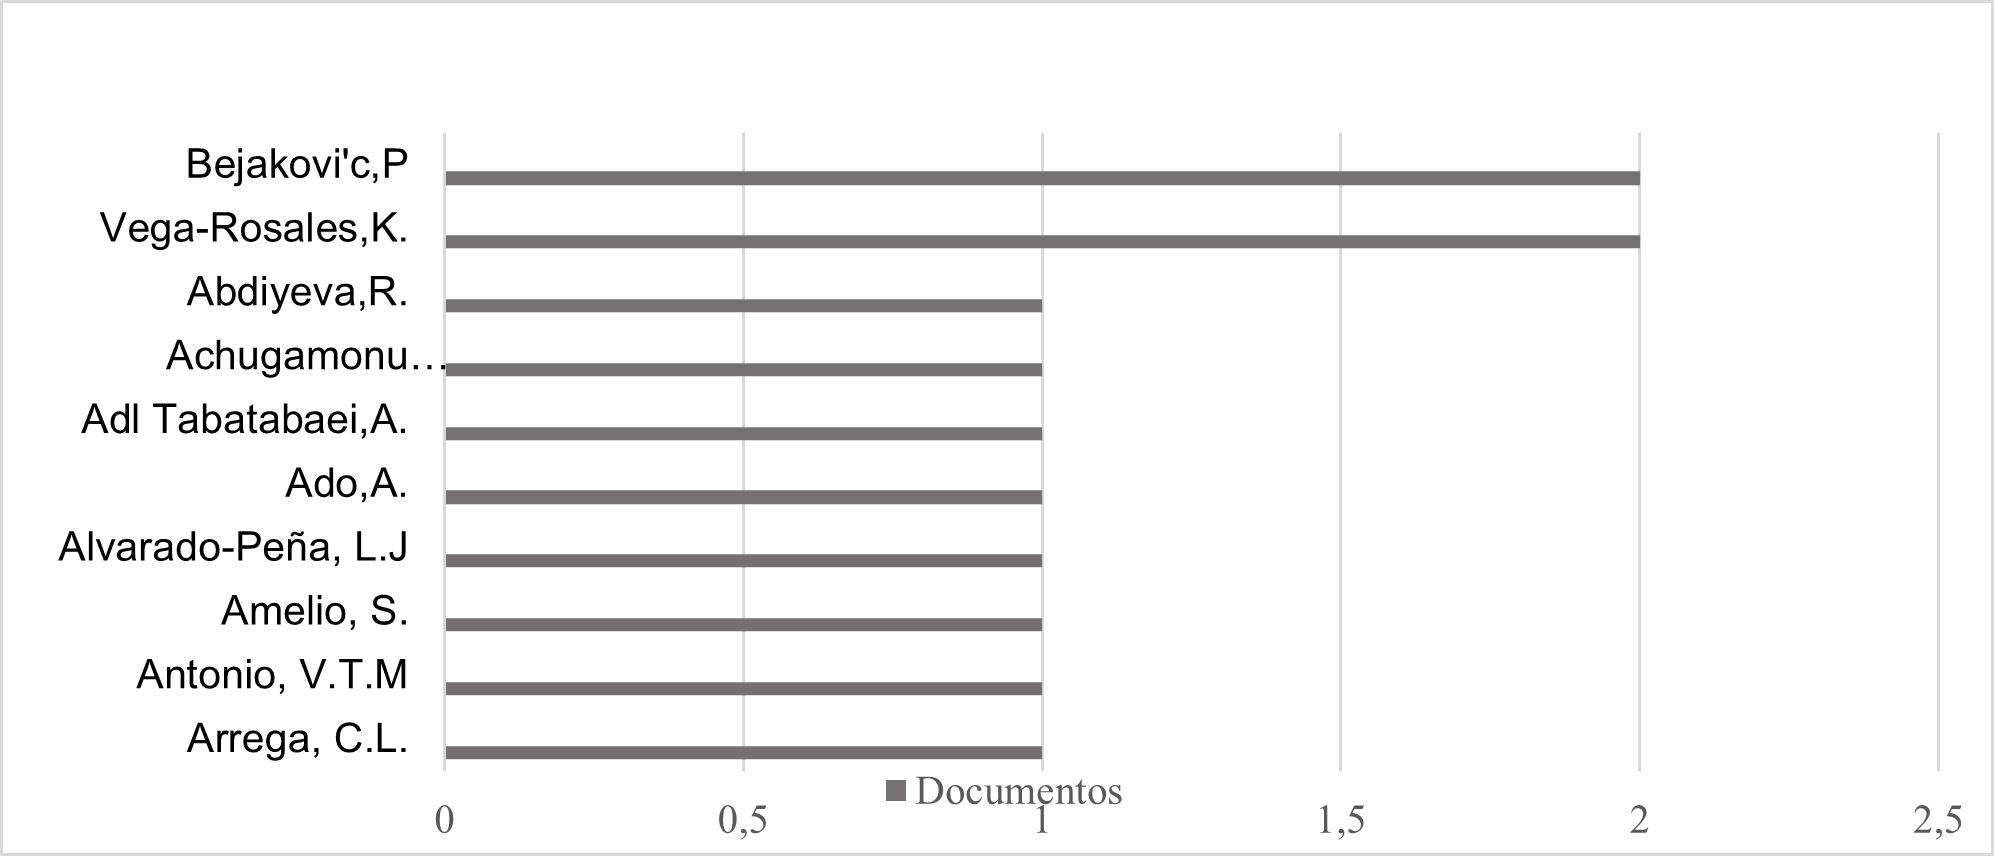 Bejakovi'c,P
Vega-Rosales,K.
Abdiyeva,R.
Achugamonu…
Adl Tabatabaei,A.
Ado,A.
Alvarado-Peña, L.J
Amelio, S.
Antonio, V.T.M
Arrega, C.L.
Documentos
0 0,5 1 1,5 2 2,5